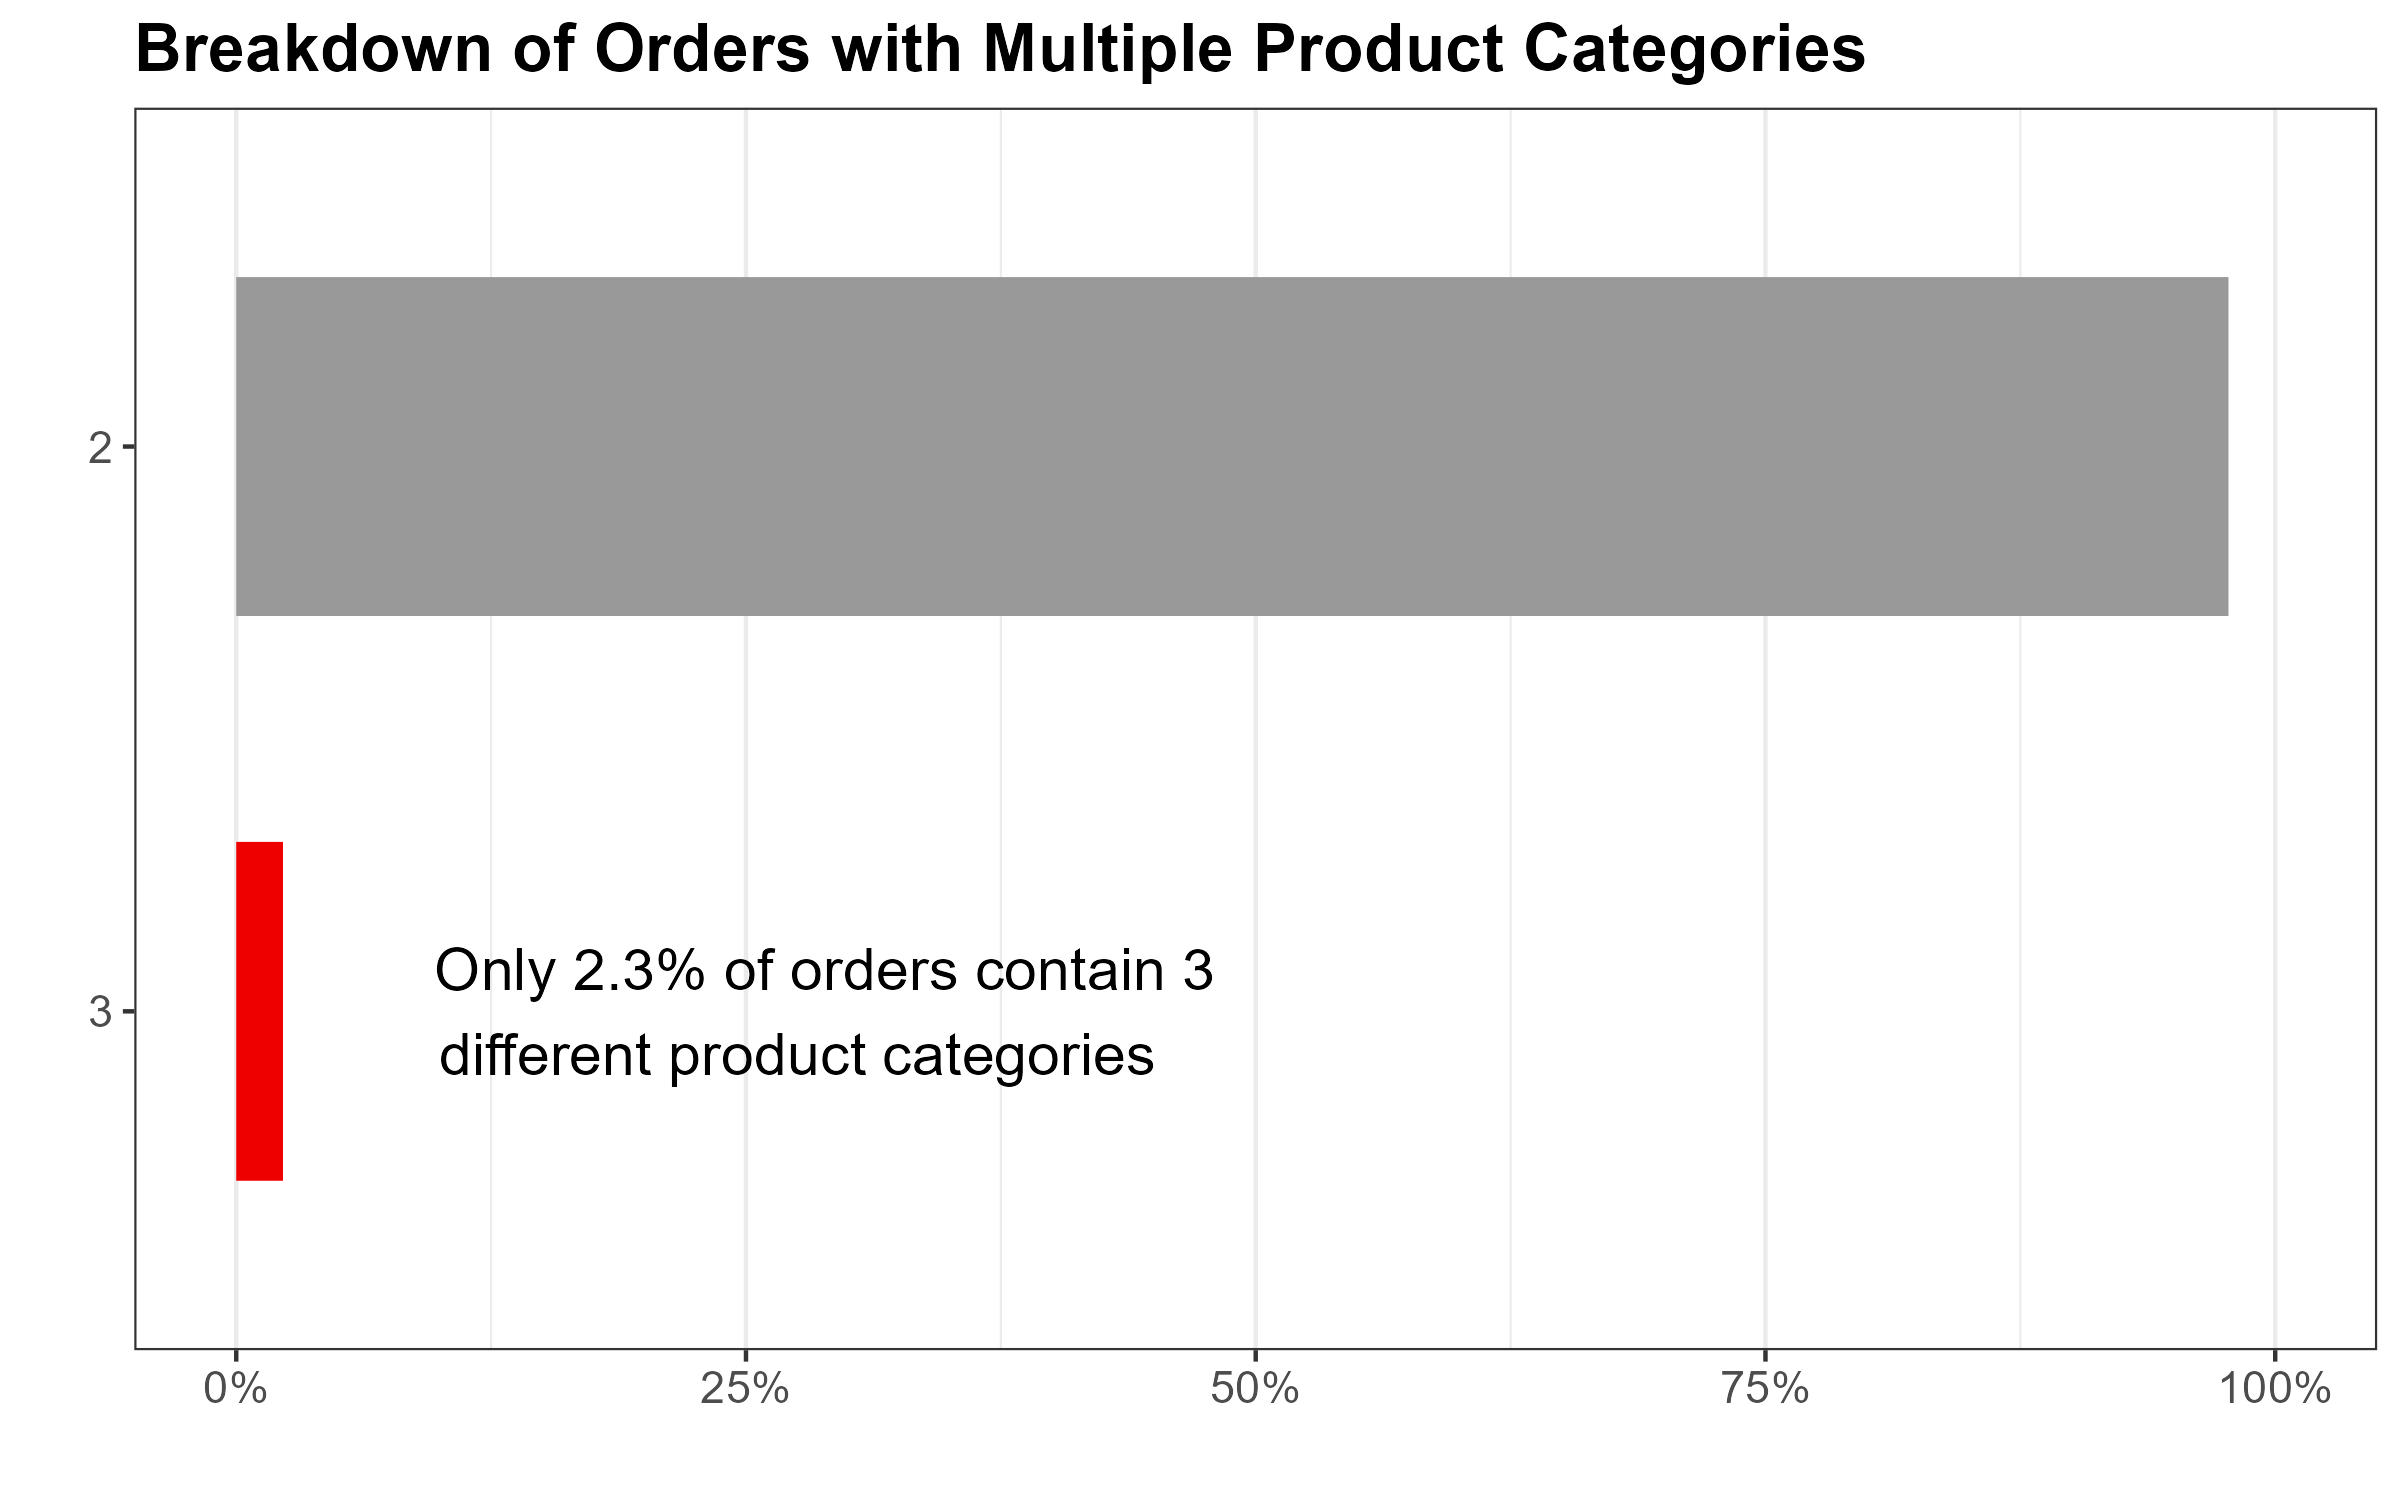 Breakdown of Orders with Multiple Product Categories
2
3
Only 2.3% of orders contain 3
different product categories
0% 25% 50% 75% 100%